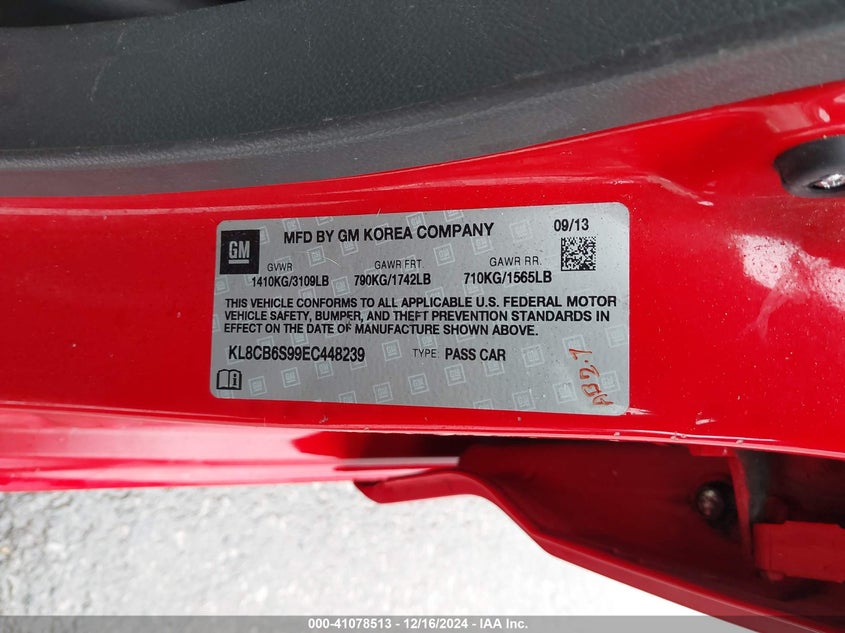 GM
MFD BY GM KOREA COMPANY
09/13
GVWR
GAWR FRT.
GAWR RR.
1410KG/3109LB
790KG/1742LB
710KG/1565LB
THIS VEHICLE CONFORMS TO ALL APPLICABLE U.S. FEDERAL MOTOR
VEHICLE SAFETY, BUMPER, AND THEFT PREVENTION STANDARDS IN
EFFECT ON THE DATE OF MANUFACTURE SHOWN ABOVE.
KL8CB6S99EC448239
TYPE: PASS CAR
000-41078513 - 12/16/2024 - IAA Inc.